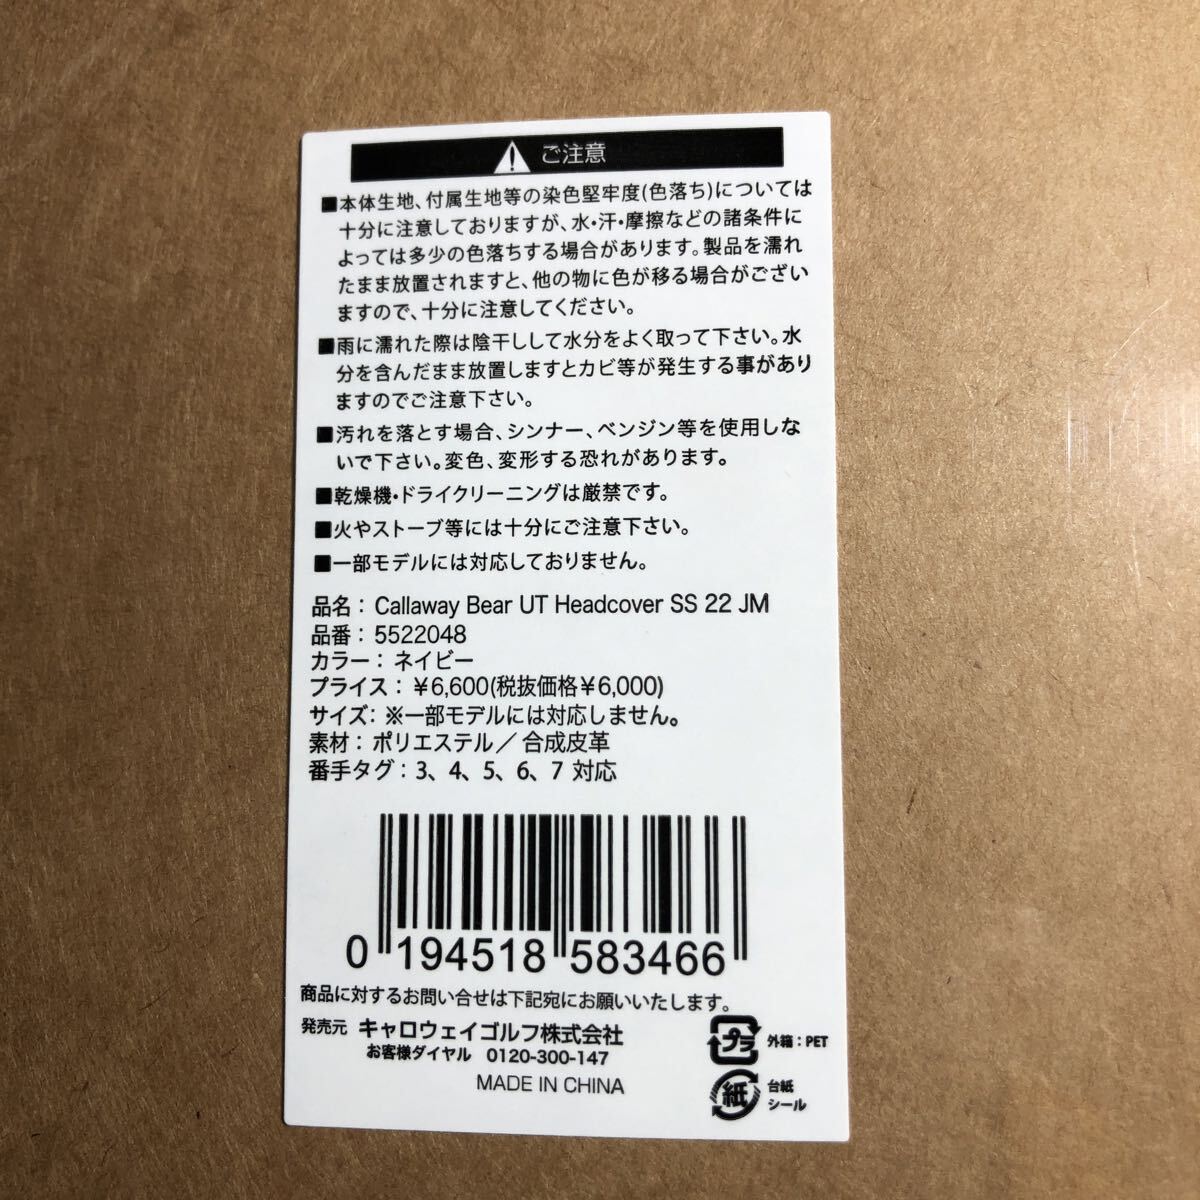 ご注意
■本体生地、付属生地等の染色堅牢度(色落ち)については
十分に注意しておりますが、水・汗・摩擦などの諸条件に
よっては多少の色落ちする場合があります。製品を濡れ
たまま放置されますと、他の物に色が移る場合がござい
ますので、十分に注意してください。
■雨に濡れた際は陰干しして水分をよく取って下さい。水
分を含んだまま放置しますとカビ等が発生する事があり
ますのでご注意下さい。
■汚れを落とす場合、シンナー、ベンジン等を使用しな
いで下さい。変色、変形する恐れがあります。
■乾燥機・ドライクリーニングは厳禁です。
■火やストーブ等には十分にご注意下さい。
■一部モデルには対応しておりません。
品名： Callaway Bear UT Headcover SS 22 JM
品番： 5522048
カラー： ネイビー
プライス： ¥6,600(税抜価格¥6,000)
サイズ： ※一部モデルには対応しません。
素材： ポリエステル／合成皮革
番手タグ： 3、4、5、6、7 対応
0 194518 583466
商品に対するお問い合せは下記宛にお願いいたします。
発売元 キャロウェイゴルフ株式会社
お客様ダイヤル 0120-300-147
MADE IN CHINA
プラ 外箱：PET
紙 台紙
シール